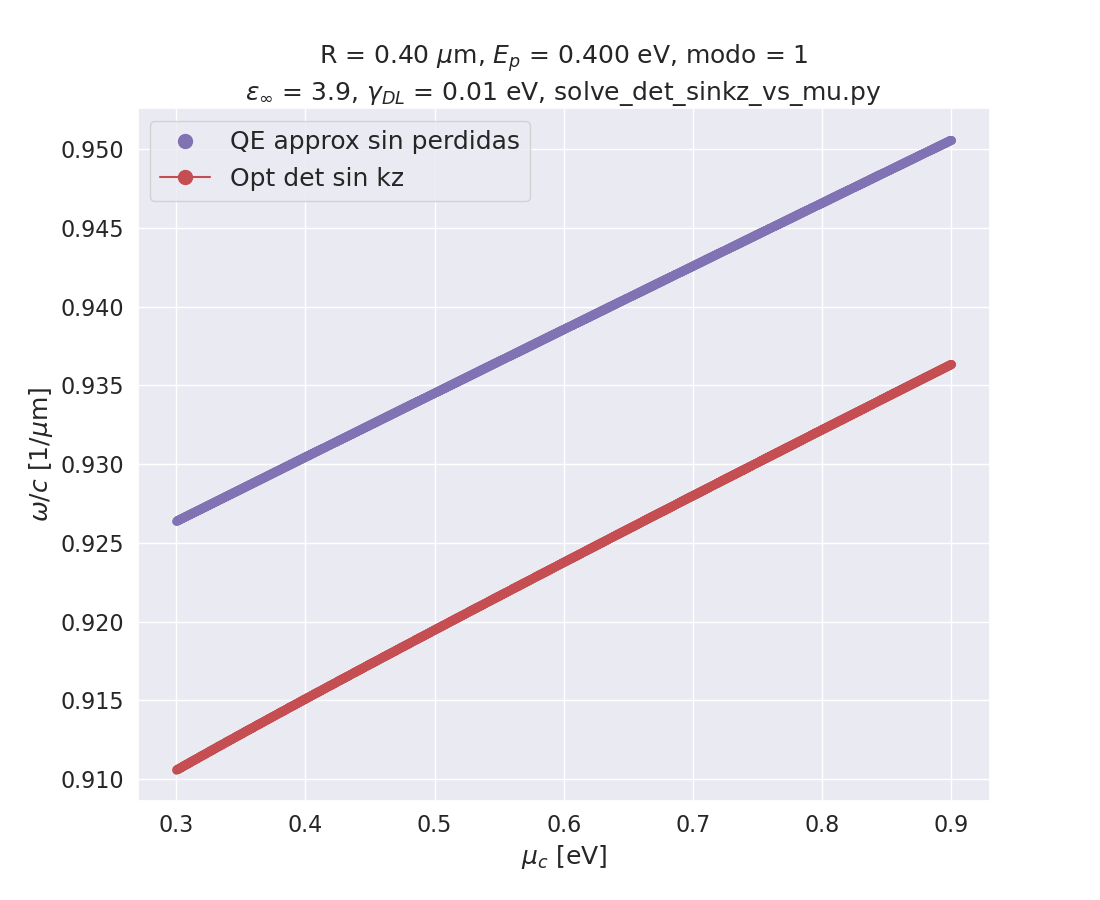 R = 0.40 μm, E_p = 0.400 eV, modo = 1
ε_∞ = 3.9, γ_DL = 0.01 eV, solve_det_sinkz_vs_mu.py
QE approx sin perdidas
Opt det sin kz
0.950
0.945
0.940
0.935
0.930
0.925
0.920
0.915
0.910
ω/c [1/μm]
0.3 0.4 0.5 0.6 0.7 0.8 0.9
μ_c [eV]